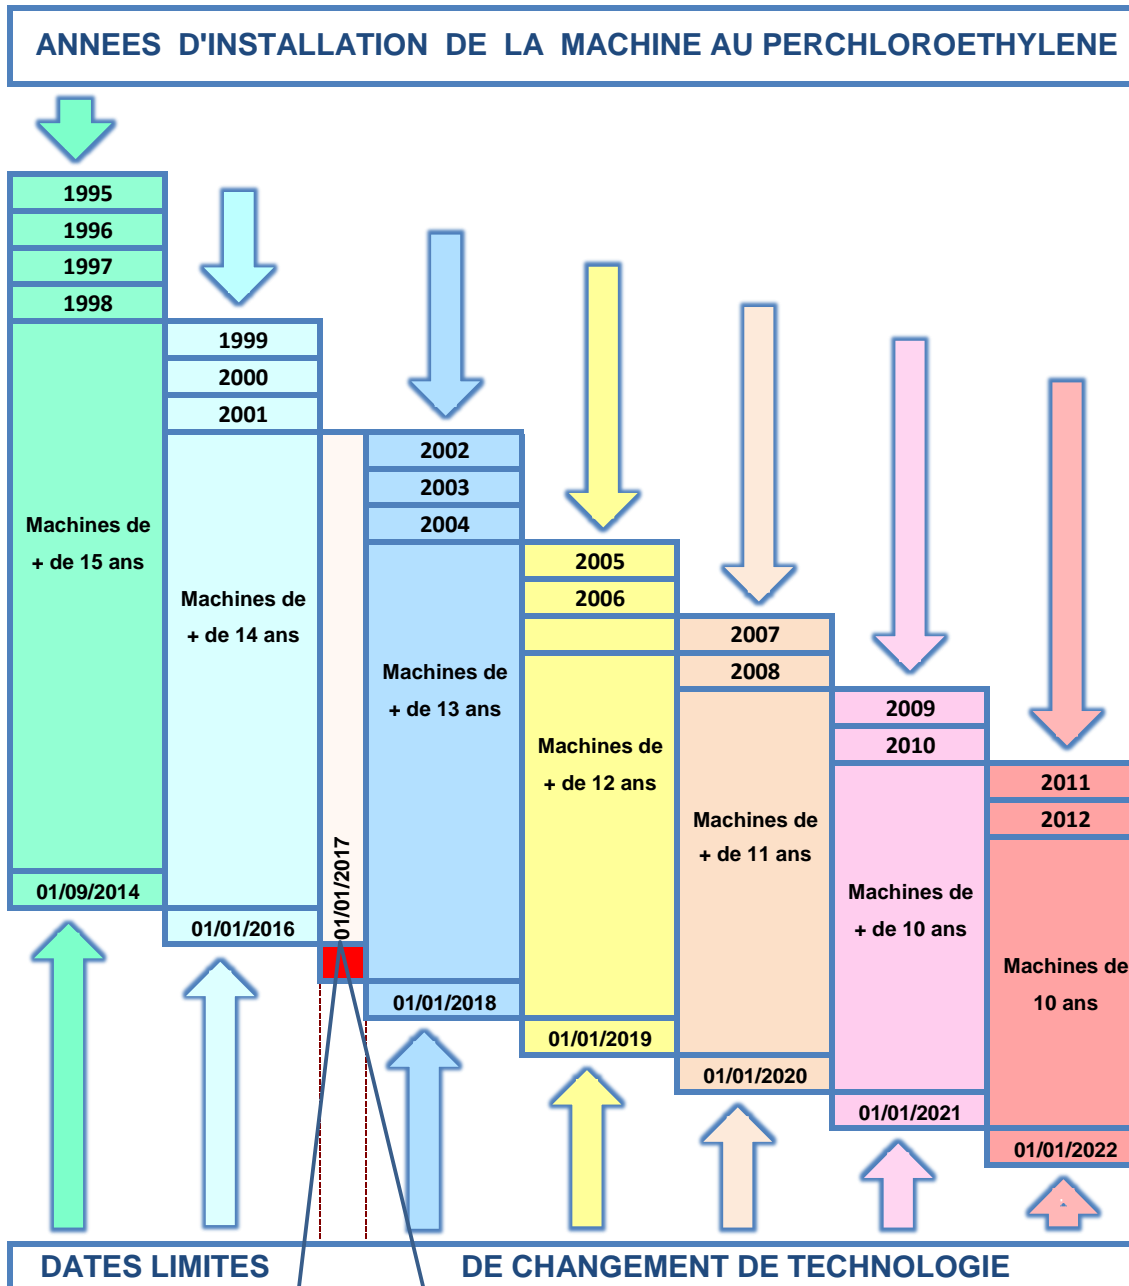 ANNEES D'INSTALLATION DE LA MACHINE AU PERCHLOROETHYLENE
1995
1996
1997
1998
Machines de
+ de 15 ans
01/09/2014
1999
2000
2001
Machines de
+ de 14 ans
01/01/2016
01/01/2017
2002
2003
2004
Machines de
+ de 13 ans
01/01/2018
2005
2006
Machines de
+ de 12 ans
01/01/2019
2007
2008
Machines de
+ de 11 ans
01/01/2020
2009
2010
Machines de
+ de 10 ans
01/01/2021
2011
2012
Machines de
10 ans
01/01/2022
DATES LIMITES DE CHANGEMENT DE TECHNOLOGIE